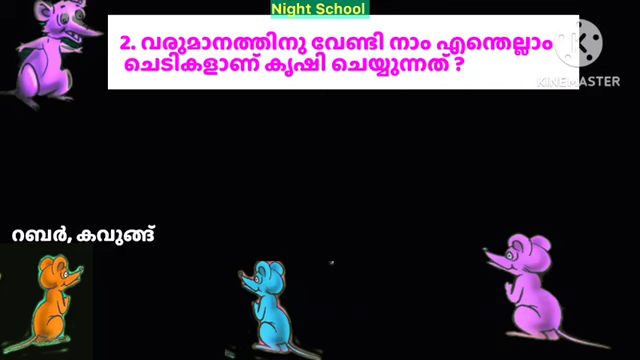 Night School
2. വരുമാനത്തിനു വേണ്ടി നാം എന്തെല്ലാം
ചെടികളാണ് കൃഷി ചെയ്യുന്നത് ?
KINEMASTER
റബർ, കവുങ്ങ്